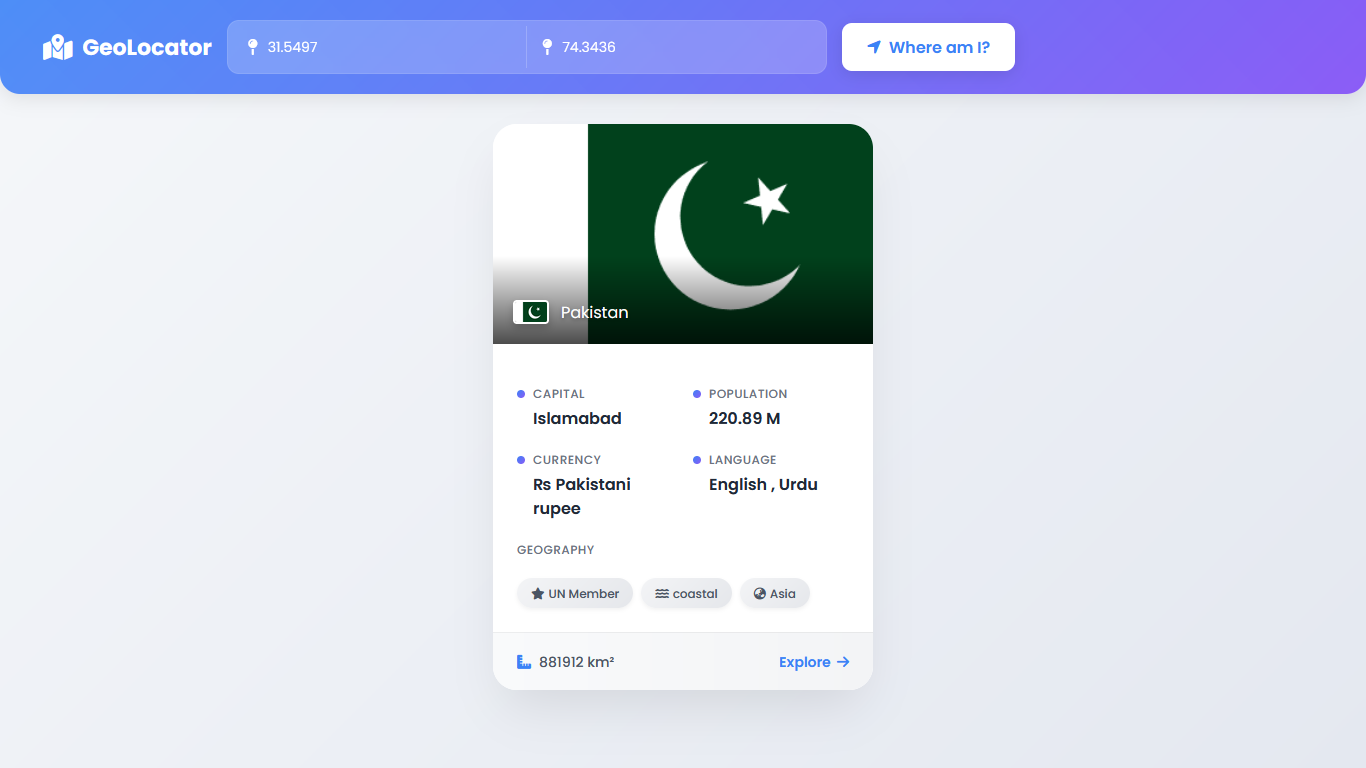 GeoLocator
31.5497
74.3436
Where am I?
Pakistan
CAPITAL
Islamabad
POPULATION
220.89 M
CURRENCY
Rs Pakistani
rupee
LANGUAGE
English , Urdu
GEOGRAPHY
UN Member
coastal
Asia
881912 km²
Explore →